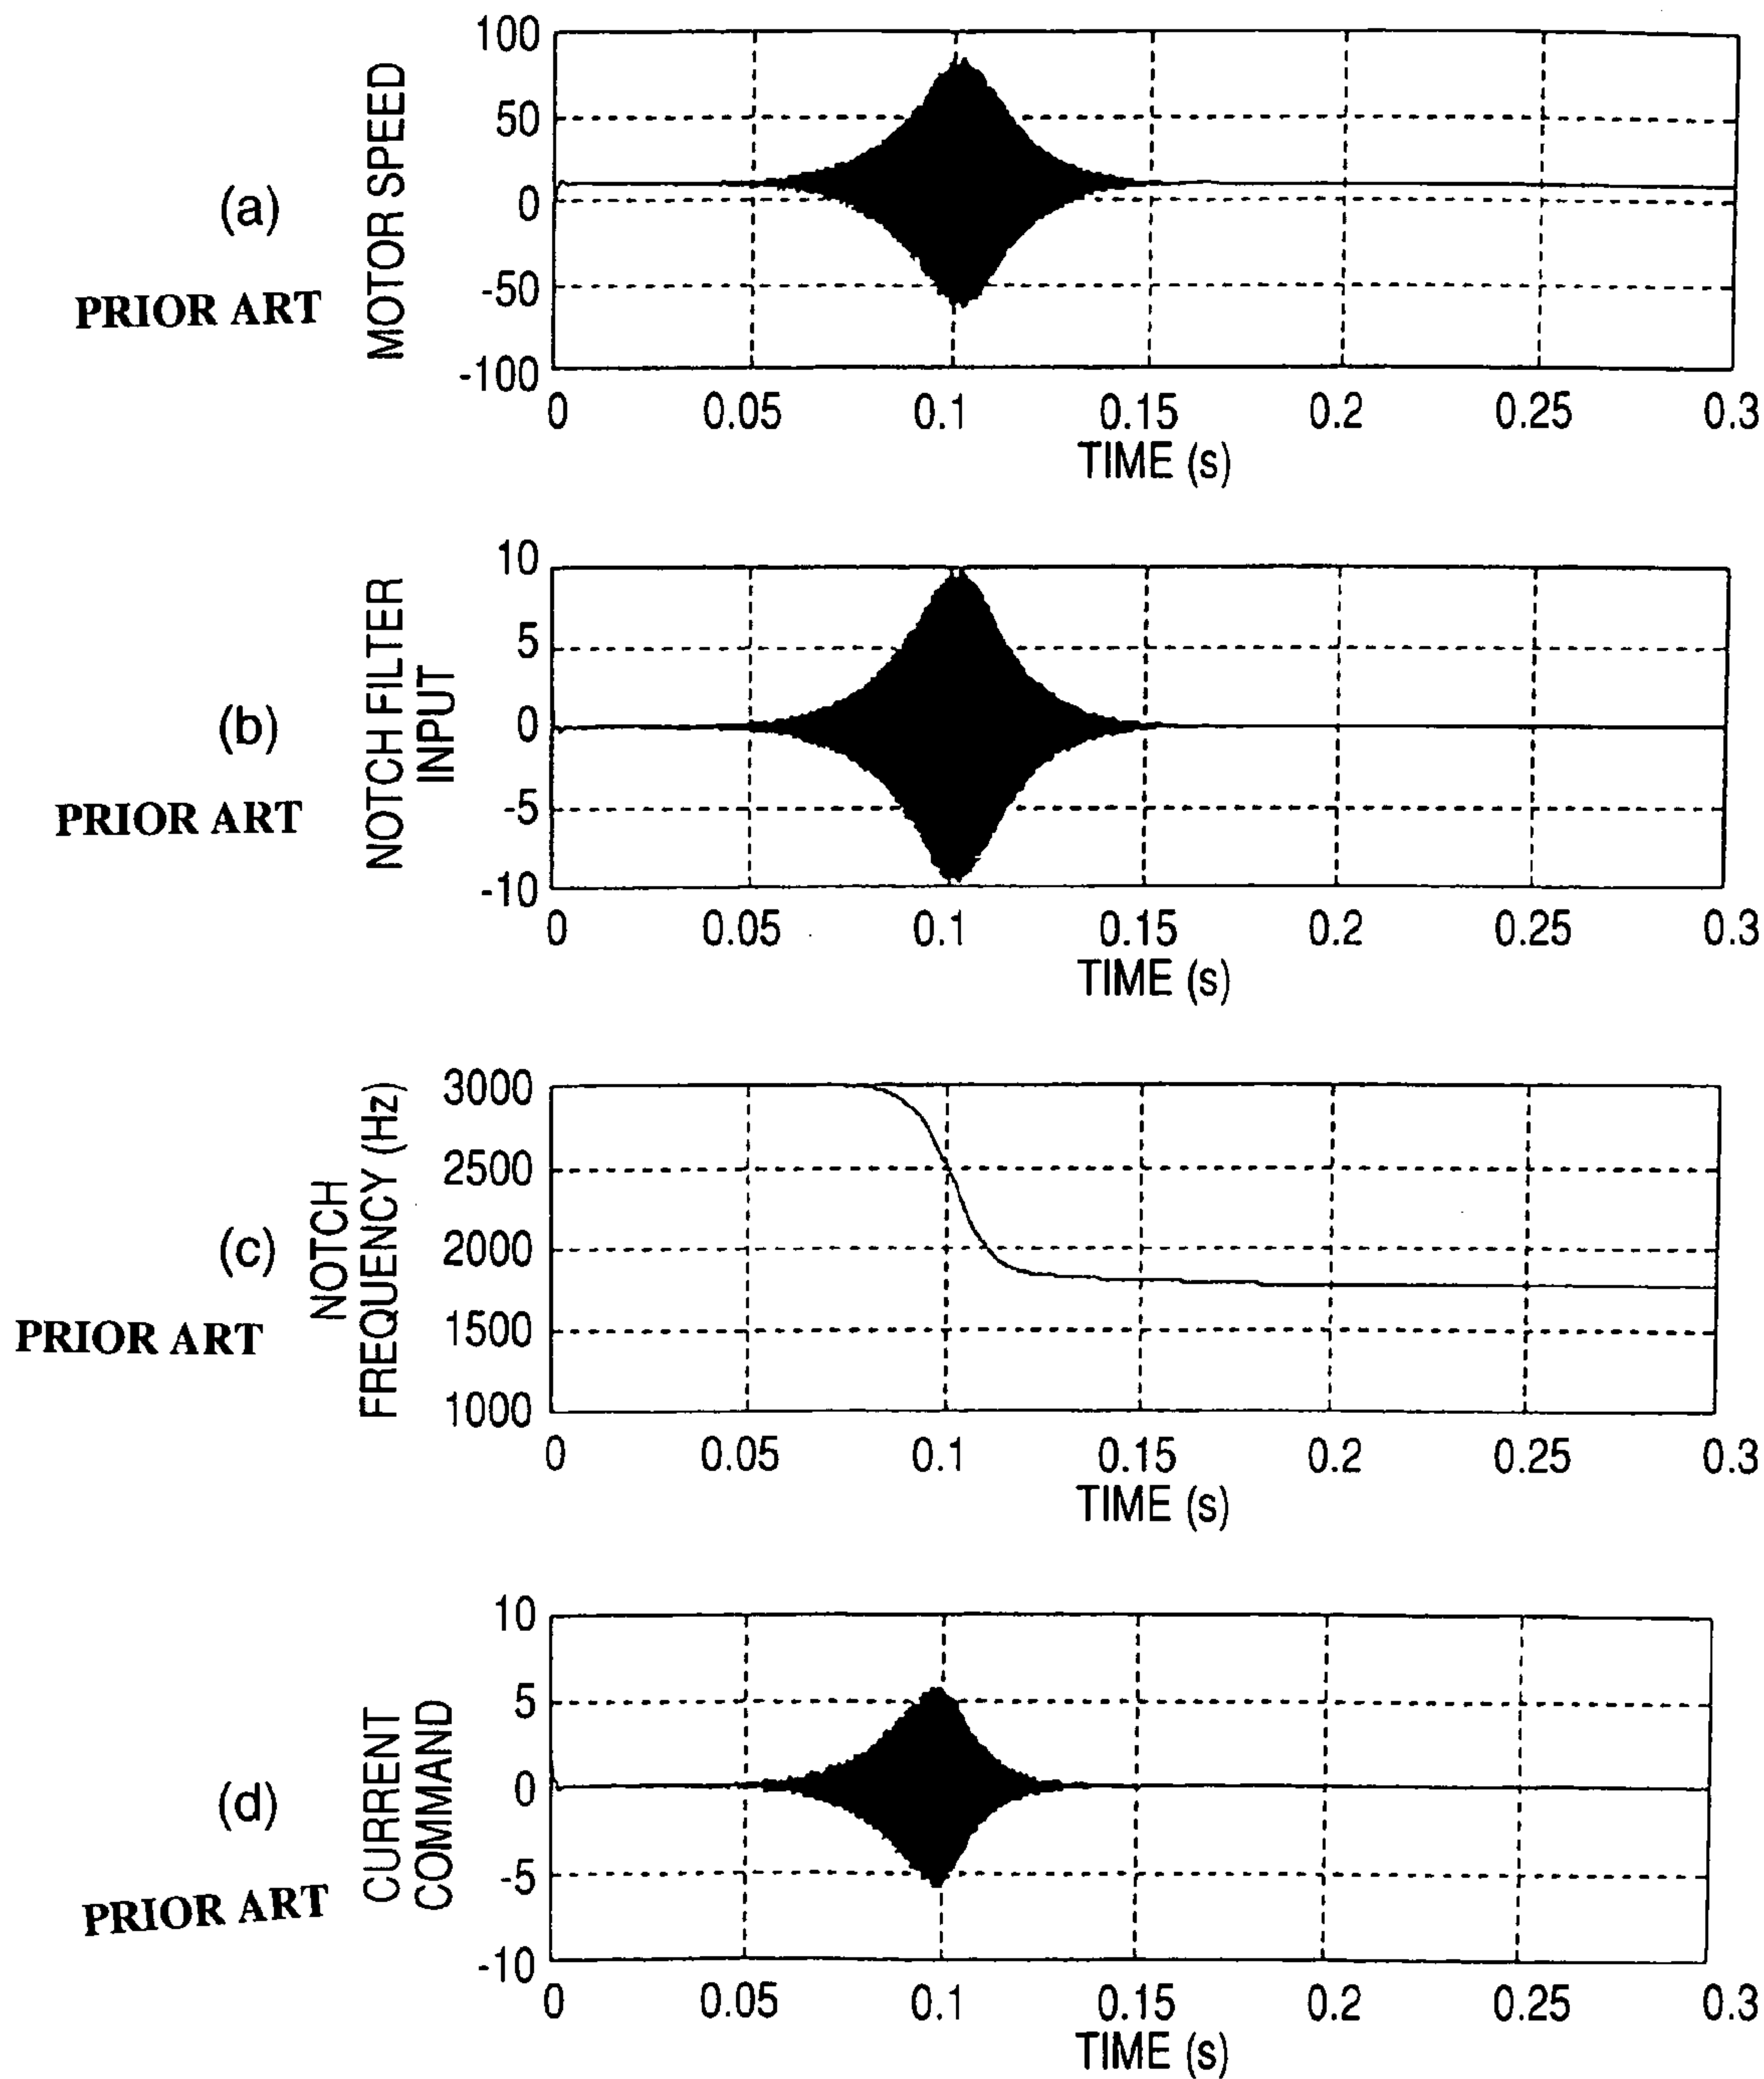 (a)
PRIOR ART
MOTOR SPEED
100
50
0
-50
-100
0 0.05 0.1 0.15 0.2 0.25 0.3
TIME (s)
(b)
PRIOR ART
NOTCH FILTER
INPUT
10
5
0
-5
-10
0 0.05 0.1 0.15 0.2 0.25 0.3
TIME (s)
(c)
PRIOR ART
NOTCH
FREQUENCY (Hz)
3000
2500
2000
1500
1000
0 0.05 0.1 0.15 0.2 0.25 0.3
TIME (s)
(d)
PRIOR ART
CURRENT
COMMAND
10
5
0
-5
-10
0 0.05 0.1 0.15 0.2 0.25 0.3
TIME (s)